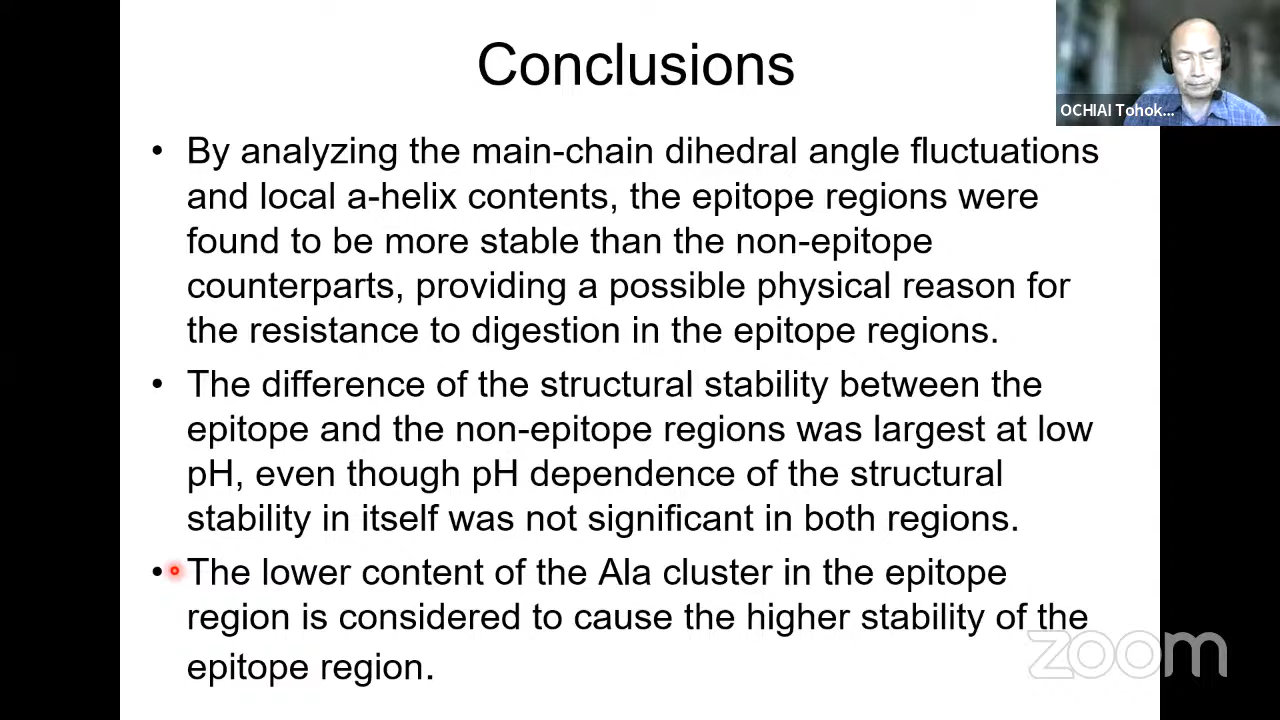 Conclusions
OCHIAI Tohok...
• By analyzing the main-chain dihedral angle fluctuations
and local a-helix contents, the epitope regions were
found to be more stable than the non-epitope
counterparts, providing a possible physical reason for
the resistance to digestion in the epitope regions.
• The difference of the structural stability between the
epitope and the non-epitope regions was largest at low
pH, even though pH dependence of the structural
stability in itself was not significant in both regions.
• The lower content of the Ala cluster in the epitope
region is considered to cause the higher stability of the
epitope region.
zoom